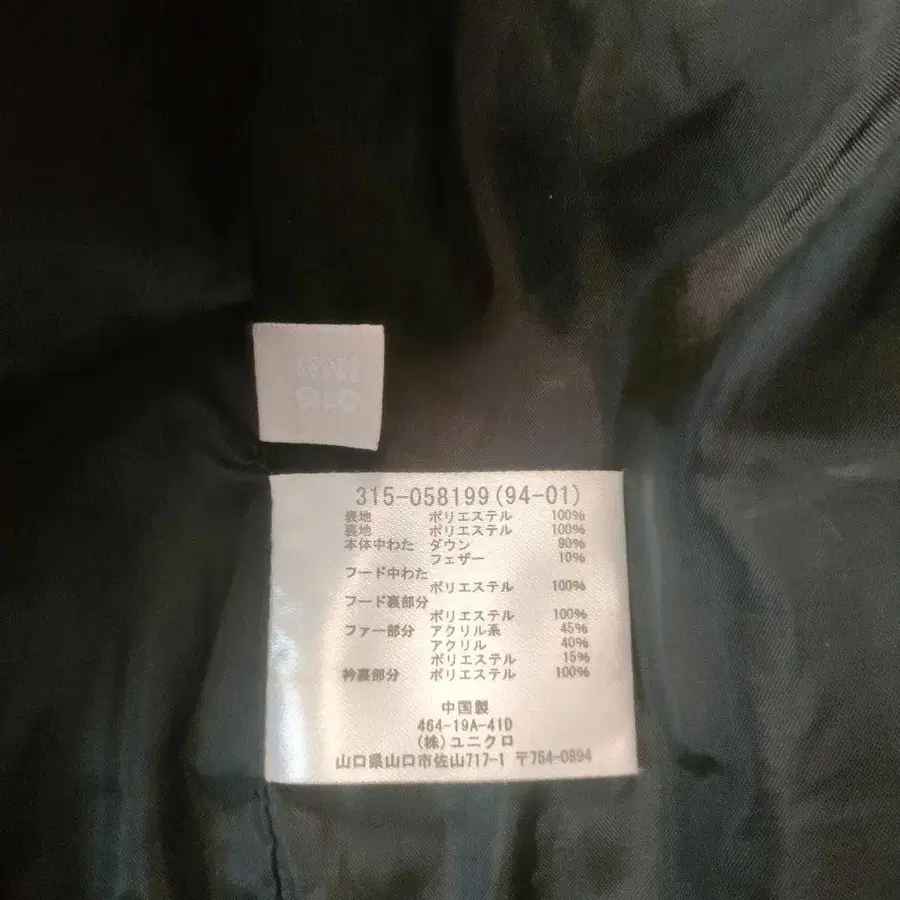 315-058199(94-01)
表地 ポリエステル 100%
裏地 ポリエステル 100%
本体中わた ダウン 90%
フェザー 10%
フード中わた
ポリエステル 100%
フード裏部分
ポリエステル 100%
ファー部分 アクリル系 45%
アクリル 40%
ポリエステル 15%
衿裏部分 ポリエステル 100%
中国製
464-19A-41D
(株)ユニクロ
山口県山口市佐山717-1 〒754-0894